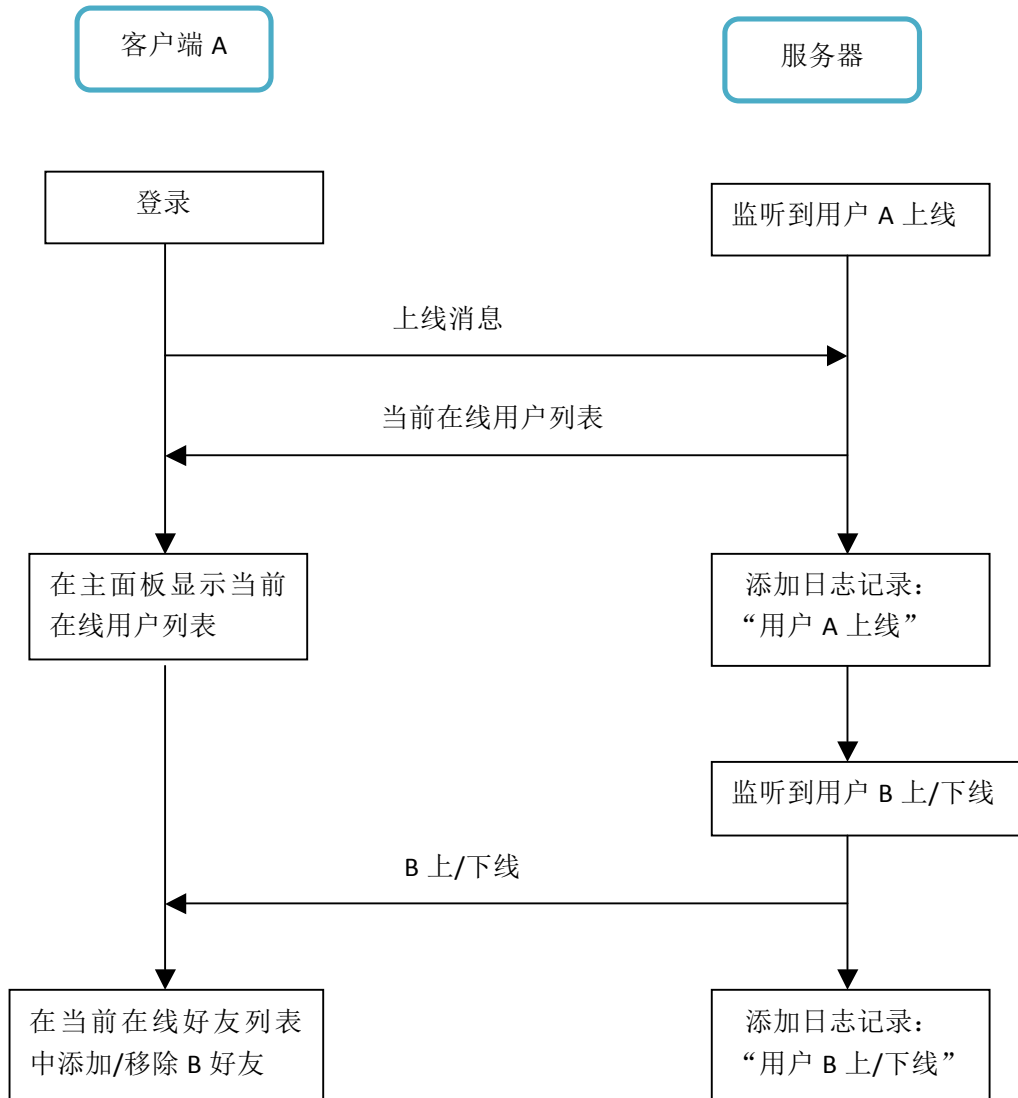 客户端 A
服务器
登录
监听到用户 A 上线
上线消息
当前在线用户列表
在主面板显示当前
在线用户列表
添加日志记录：
“用户 A 上线”
监听到用户 B 上/下线
B 上/下线
在当前在线好友列表
中添加/移除 B 好友
添加日志记录：
“用户 B 上/下线”